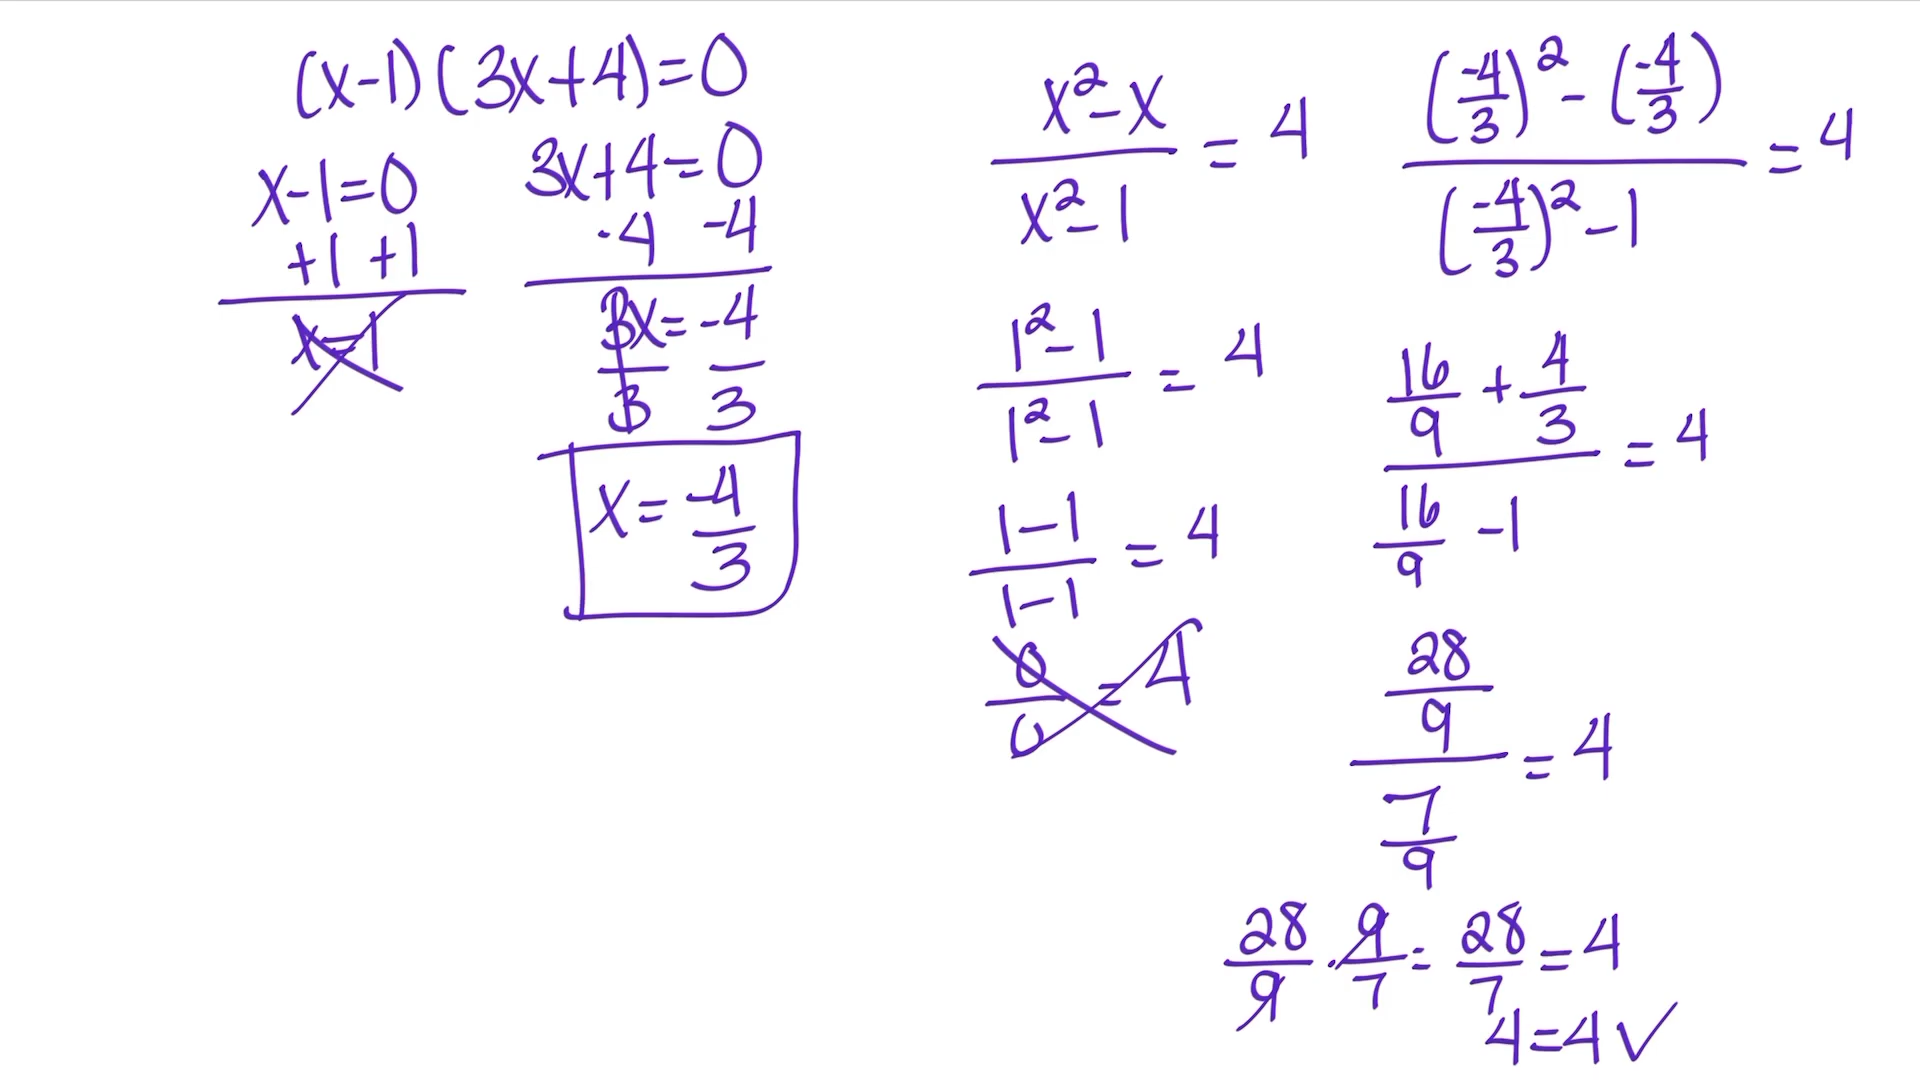 (x-1)(3x+4)=0
x-1=0
+1 +1
x=1
3x+4=0
-4 -4
3x=-4
3 3
x=-4/3
(x²-x)/(x²-1) = 4
(1²-1)/(1²-1) = 4
(1-1)/(1-1) = 4
0/0 = 4
((-4/3)² - (-4/3))/((-4/3)² - 1) = 4
(16/9 + 4/3)/(16/9 - 1) = 4
(28/9)/(7/9) = 4
28/9 · 9/7 = 28/7 = 4
4=4 ✓